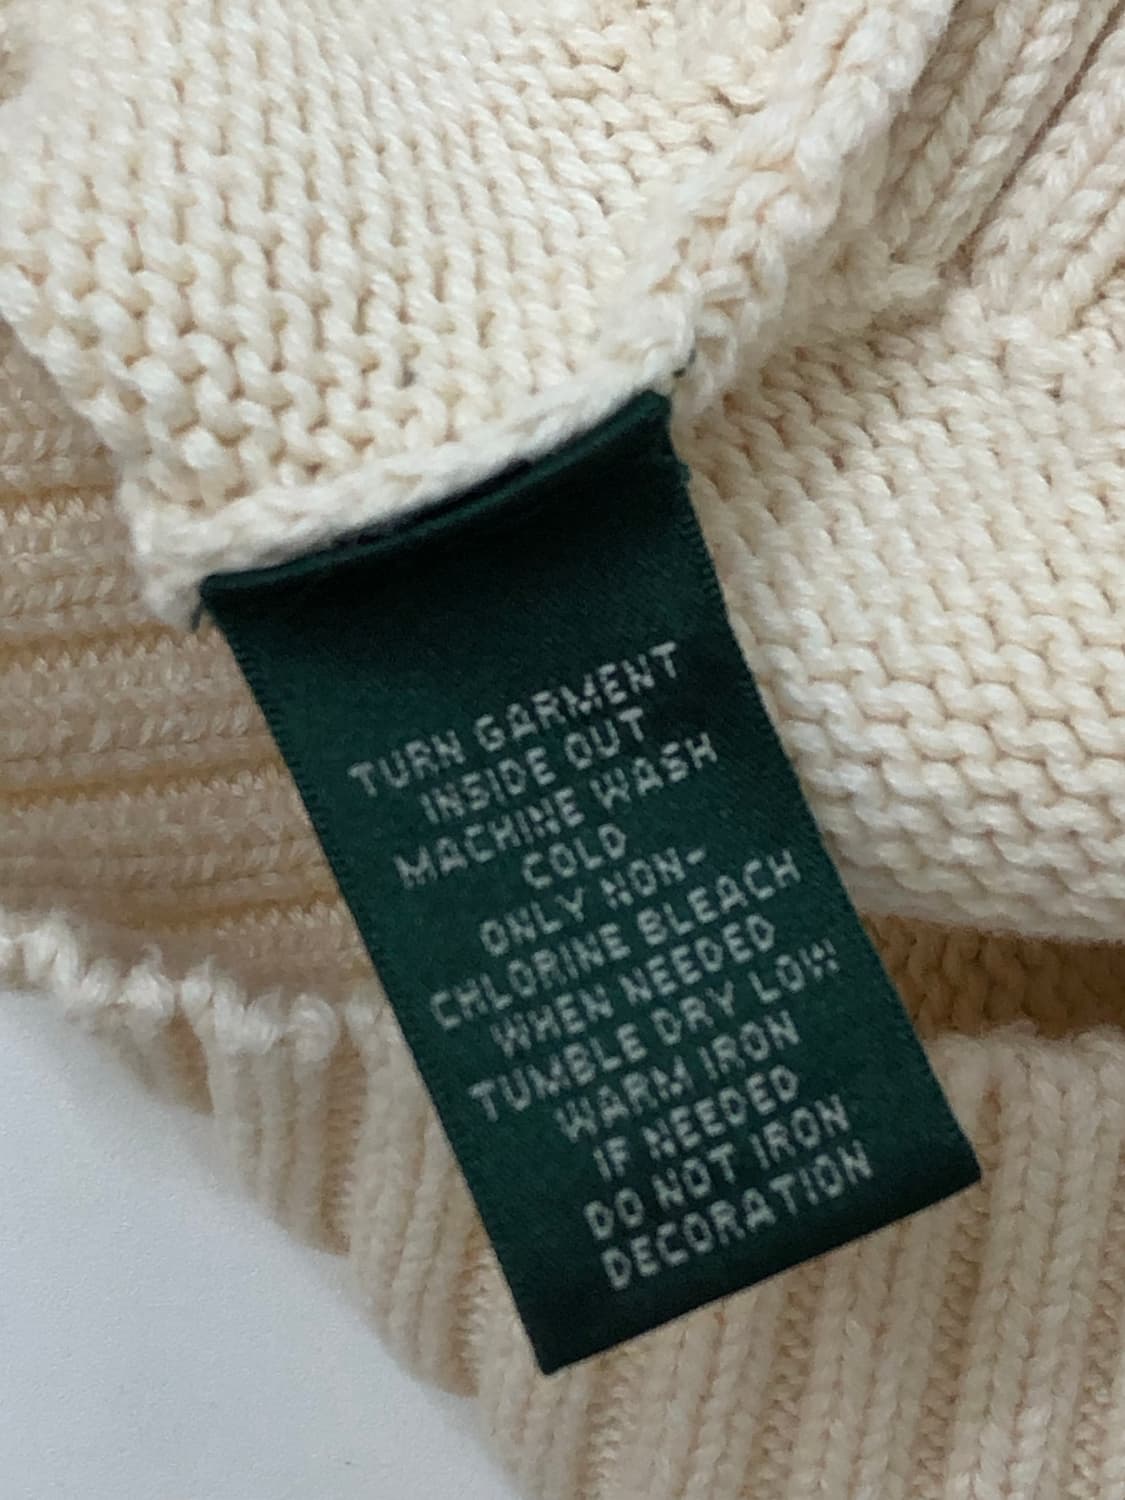 TURN GARMENT
INSIDE OUT
MACHINE WASH
COLD
ONLY NON-
CHLORINE BLEACH
WHEN NEEDED
TUMBLE DRY LOW
WARM IRON
IF NEEDED
DO NOT IRON
DECORATION